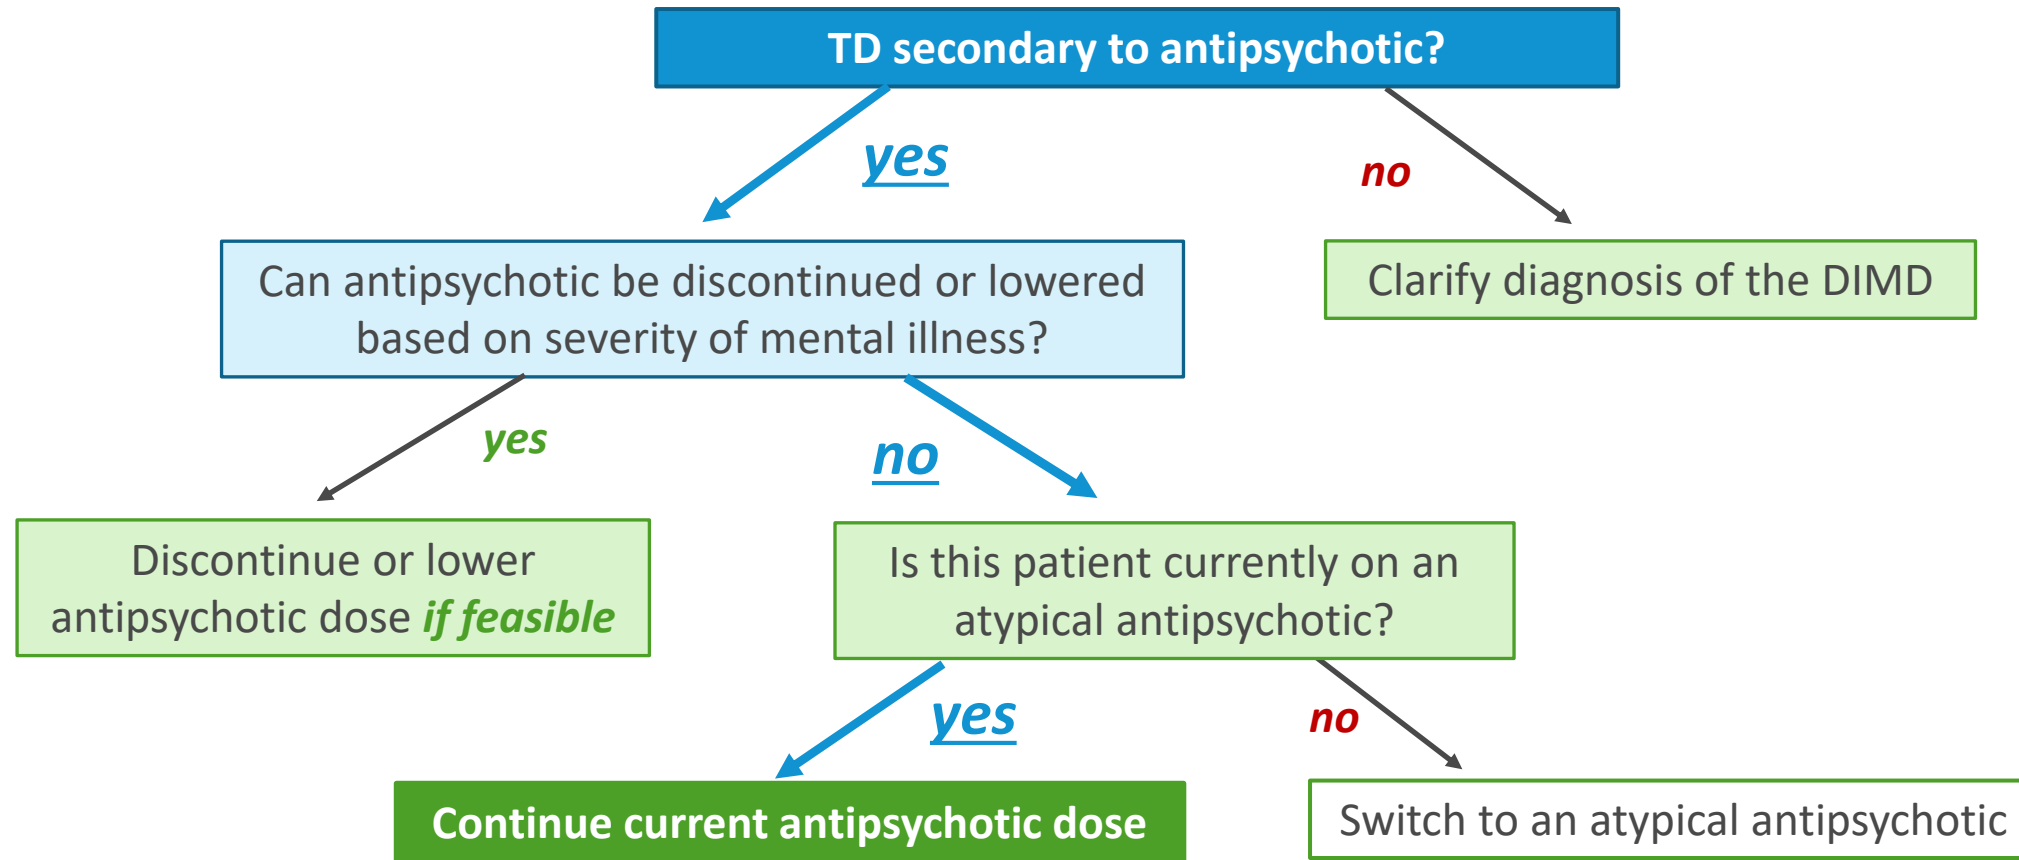 TD secondary to antipsychotic?
yes
no
Can antipsychotic be discontinued or lowered
based on severity of mental illness?
Clarify diagnosis of the DIMD
yes
no
Discontinue or lower
antipsychotic dose if feasible
Is this patient currently on an
atypical antipsychotic?
yes
no
Continue current antipsychotic dose
Switch to an atypical antipsychotic